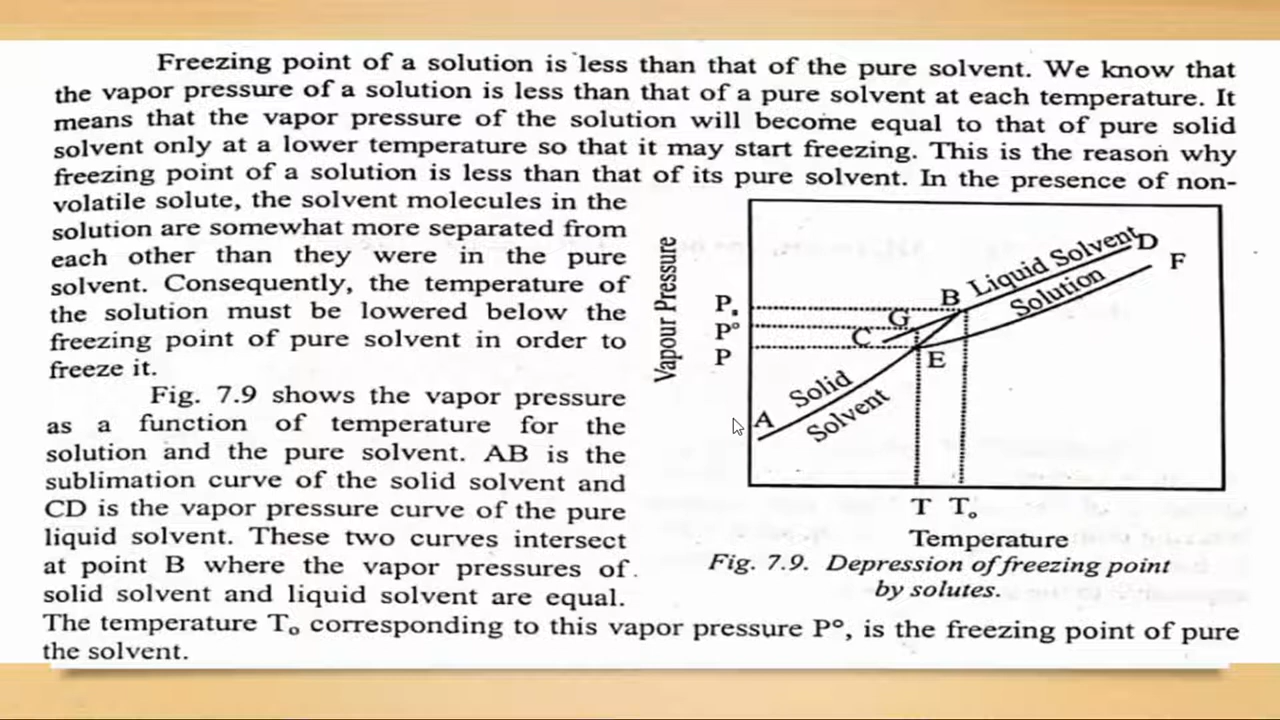 Freezing point of a solution is less than that of the pure solvent. We know that
the vapor pressure of a solution is less than that of a pure solvent at each temperature. It
means that the vapor pressure of the solution will become equal to that of pure solid
solvent only at a lower temperature so that it may start freezing. This is the reason why
freezing point of a solution is less than that of its pure solvent. In the presence of non-
volatile solute, the solvent molecules in the
solution are somewhat more separated from
each other than they were in the pure
solvent. Consequently, the temperature of
the solution must be lowered below the
freezing point of pure solvent in order to
freeze it.
Fig. 7.9 shows the vapor pressure
as a function of temperature for the
solution and the pure solvent. AB is the
sublimation curve of the solid solvent and
CD is the vapor pressure curve of the pure
liquid solvent. These two curves intersect
at point B where the vapor pressures of
solid solvent and liquid solvent are equal.
The temperature T₀ corresponding to this vapor pressure P°, is the freezing point of pure
the solvent.
Vapour Pressure
Pₛ
P°
P
A
Solid
Solvent
C
G
B
E
Liquid Solvent
D
Solution
F
T
T₀
Temperature
Fig. 7.9. Depression of freezing point
by solutes.